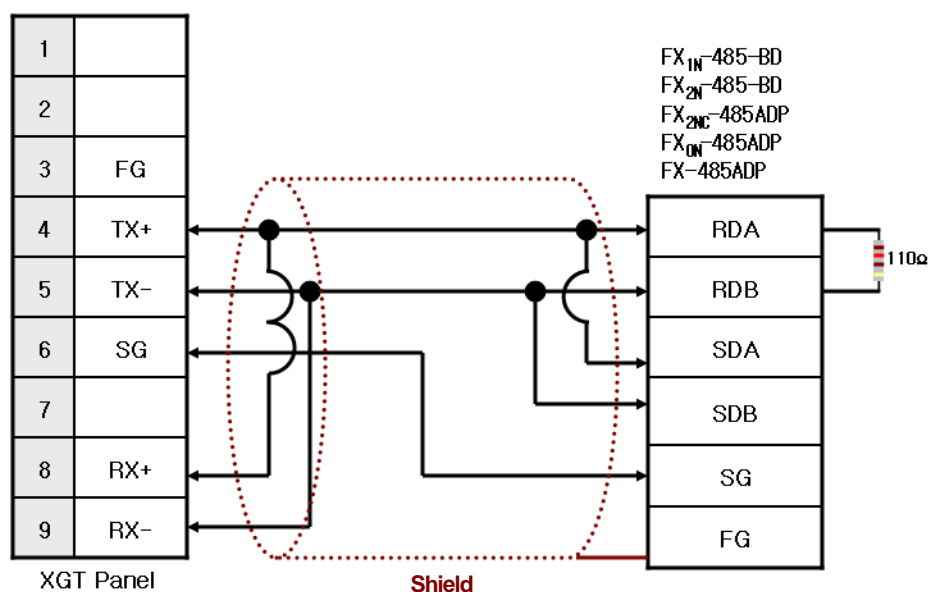 FX1N-485-BD
FX2N-485-BD
FX2NC-485ADP
FX0N-485ADP
FX-485ADP
1
2
3 FG
4 TX+
5 TX-
6 SG
7
8 RX+
9 RX-
RDA
RDB
SDA
SDB
SG
FG
110Ω
XGT Panel
Shield